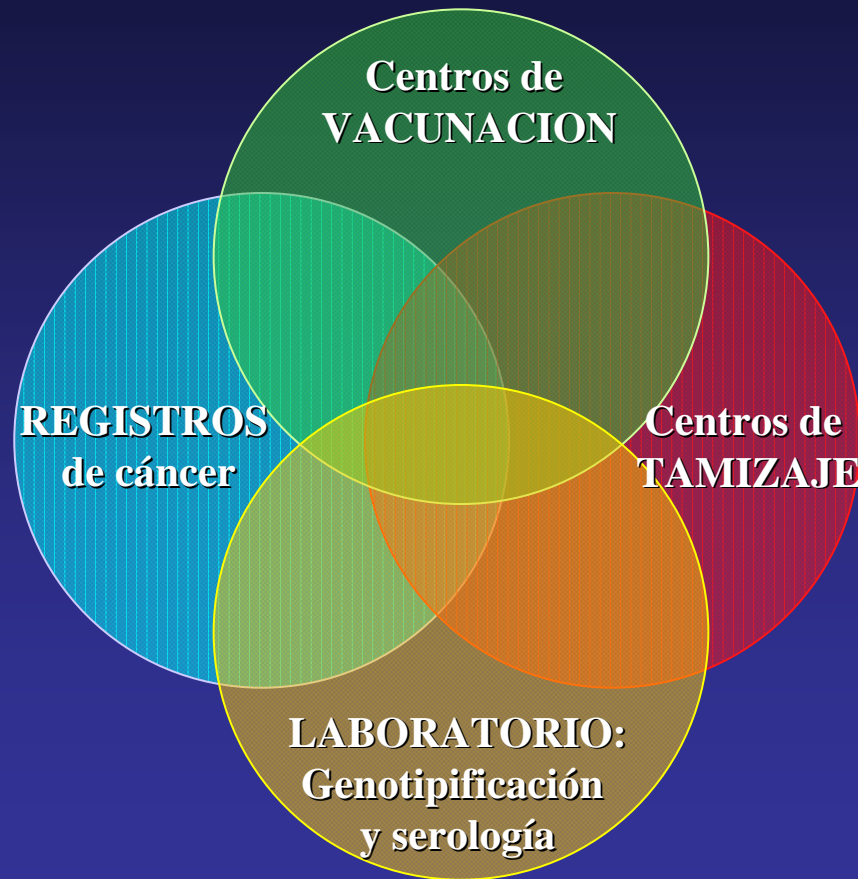 Centros de
VACUNACION
REGISTROS
de cáncer
Centros de
TAMIZAJE
LABORATORIO:
Genotipificación
y serología